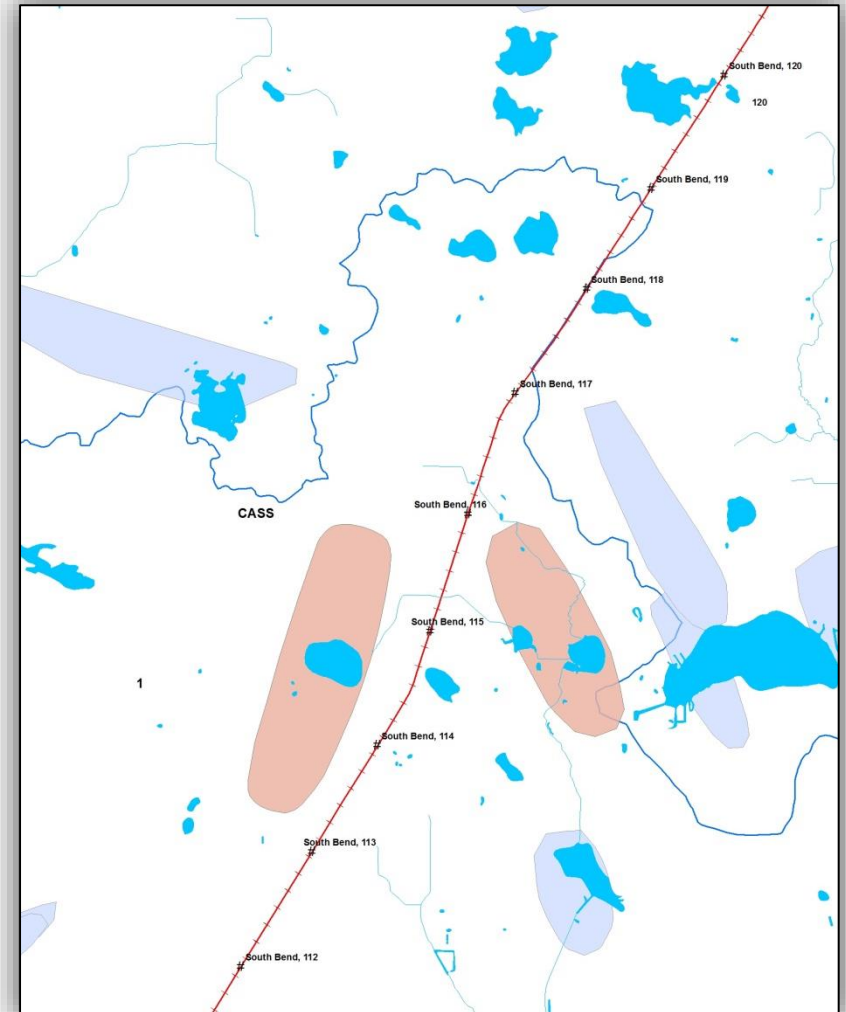 South Bend, 120
120
South Bend, 119
South Bend, 118
South Bend, 117
South Bend, 116
CASS
South Bend, 115
1
South Bend, 114
South Bend, 113
South Bend, 112